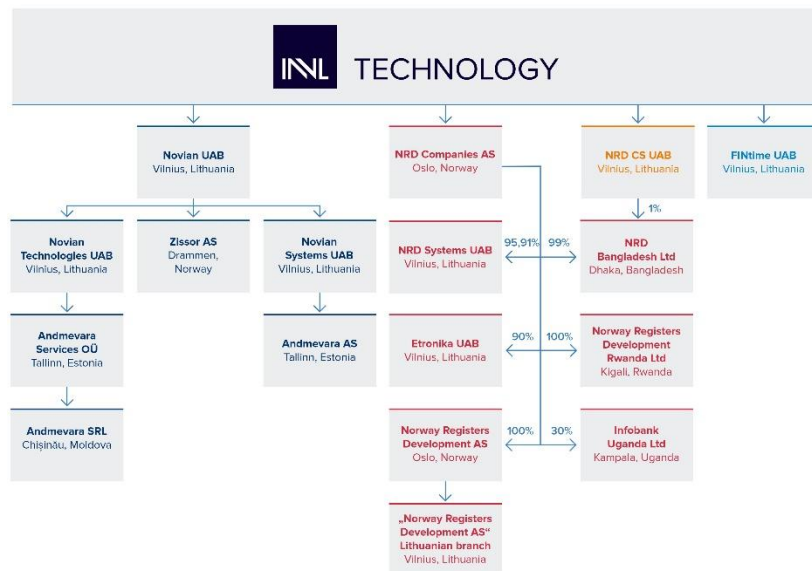 INVL TECHNOLOGY
Novian UAB
Vilnius, Lithuania
NRD Companies AS
Oslo, Norway
NRD CS UAB
Vilnius, Lithuania
FINtime UAB
Vilnius, Lithuania
1%
Novian
Technologies UAB
Vilnius, Lithuania
Zissor AS
Drammen,
Norway
Novian
Systems UAB
Vilnius, Lithuania
NRD Systems UAB
Vilnius, Lithuania
95,91%
99%
NRD
Bangladesh Ltd
Dhaka, Bangladesh
Andmevara
Services OÜ
Tallinn, Estonia
Andmevara AS
Tallinn, Estonia
Etronika UAB
Vilnius, Lithuania
90%
100%
Norway Registers
Development
Rwanda Ltd
Kigali, Rwanda
Andmevara SRL
Chișinău, Moldova
Norway Registers
Development AS
Oslo, Norway
100%
30%
Infobank
Uganda Ltd
Kampala, Uganda
„Norway Registers
Development AS“
Lithuanian branch
Vilnius, Lithuania